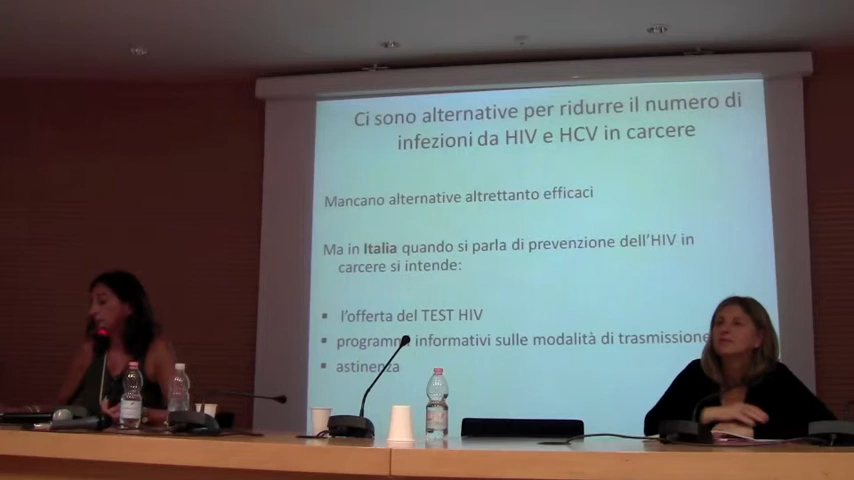 Ci sono alternative per ridurre il numero di
infezioni da HIV e HCV in carcere
Mancano alternative altrettanto efficaci
Ma in Italia quando si parla di prevenzione dell'HIV in
carcere si intende:
▪ l'offerta del TEST HIV
▪ programmi informativi sulle modalità di trasmissione
▪ astinenza